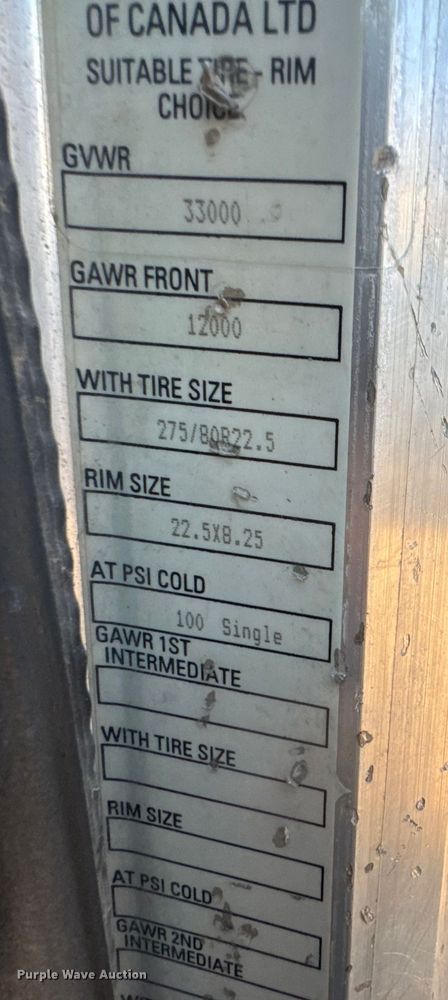 OF CANADA LTD
SUITABLE TIRE - RIM
CHOICE
GVWR
33000
GAWR FRONT
12000
WITH TIRE SIZE
275/80R22.5
RIM SIZE
22.5X8.25
AT PSI COLD
100 Single
GAWR 1ST
INTERMEDIATE
WITH TIRE SIZE
RIM SIZE
AT PSI COLD
GAWR 2ND
INTERMEDIATE
Purple Wave Auction